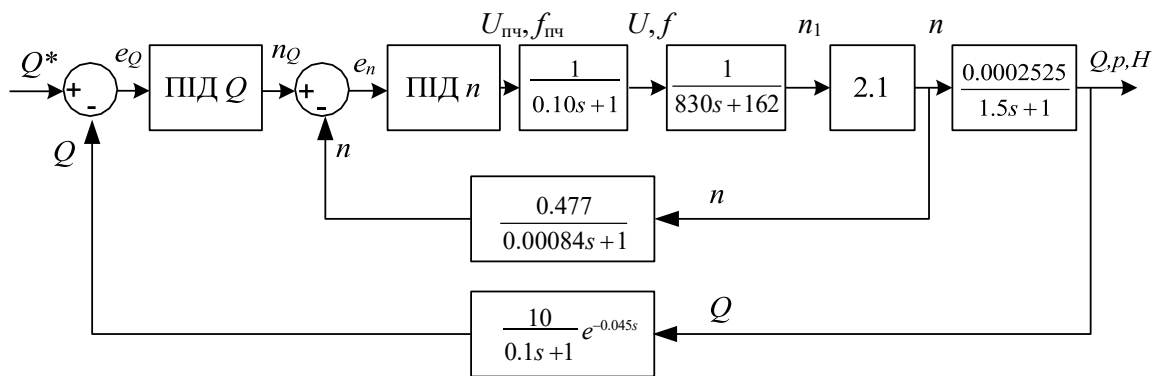 U_пч, f_пч U, f n_1 n Q,p,H
Q* e_Q n_Q e_n
+ - ПІД Q + - ПІД n 1 / 0.10s+1 1 / 830s+162 2.1 0.0002525 / 1.5s+1
Q n n
0.477 / 0.00084s+1
Q
10 / 0.1s+1 e^{-0.045s}